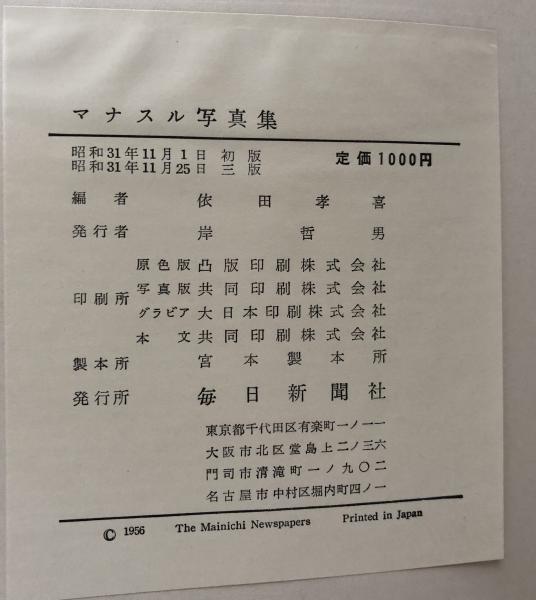 マナスル写真集
昭和31年11月1日 初版 定価1000円
昭和31年11月25日 三版
編者 依田孝喜
発行者 岸哲男
印刷所
原色版 凸版印刷株式会社
写真版 共同印刷株式会社
グラビア 大日本印刷株式会社
本文 共同印刷株式会社
製本所 宮本製本所
発行所 毎日新聞社
東京都千代田区有楽町一ノ一一
大阪市北区堂島上二ノ三六
門司市清滝町一ノ九〇二
名古屋市中村区堀内町四ノ一
© 1956 The Mainichi Newspapers Printed in Japan